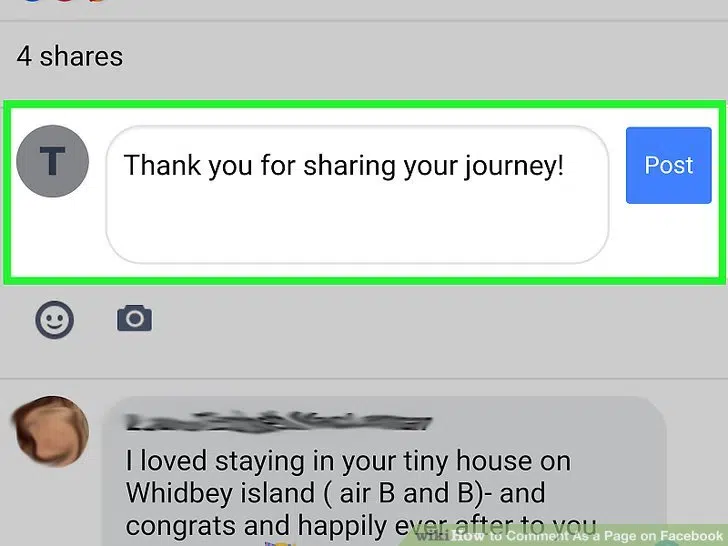 4 shares
T
Thank you for sharing your journey!
Post
I loved staying in your tiny house on
Whidbey island ( air B and B)- and
congrats and happily ever after to you
wikiHow to Comment As a Page on Facebook